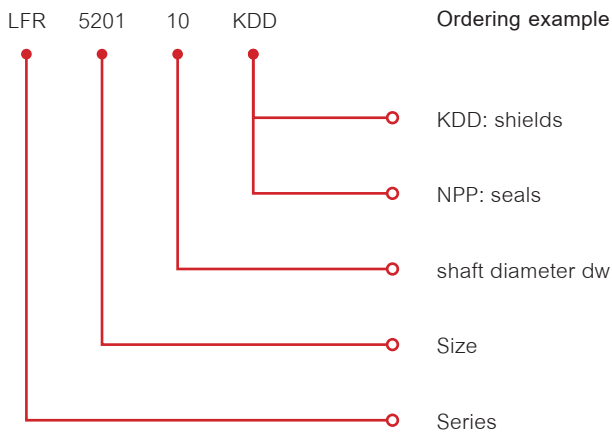 LFR 5201 10 KDD Ordering example
KDD: shields
NPP: seals
shaft diameter dw
Size
Series